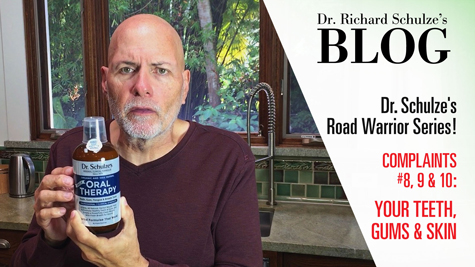 Dr. Richard Schulze's
BLOG
Dr. Schulze's
Road Warrior Series!
COMPLAINTS
#8, 9 & 10:
YOUR TEETH,
GUMS & SKIN
Dr. Schulze's
ORAL
THERAPY